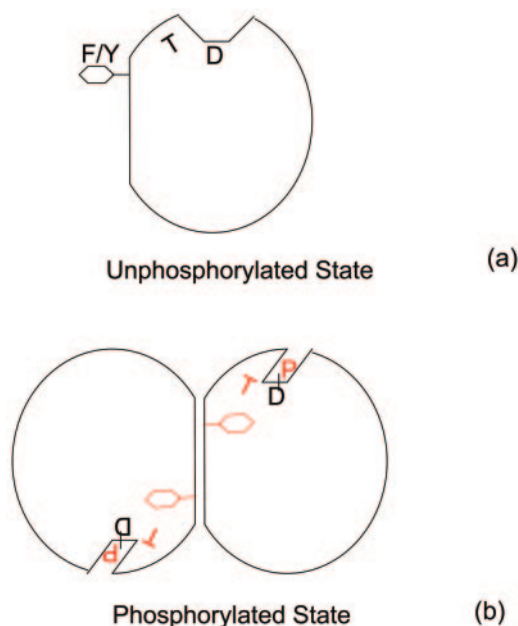 T
F/Y
D
Unphosphorylated State
(a)
P
T
D
D
P
T
Phosphorylated State
(b)